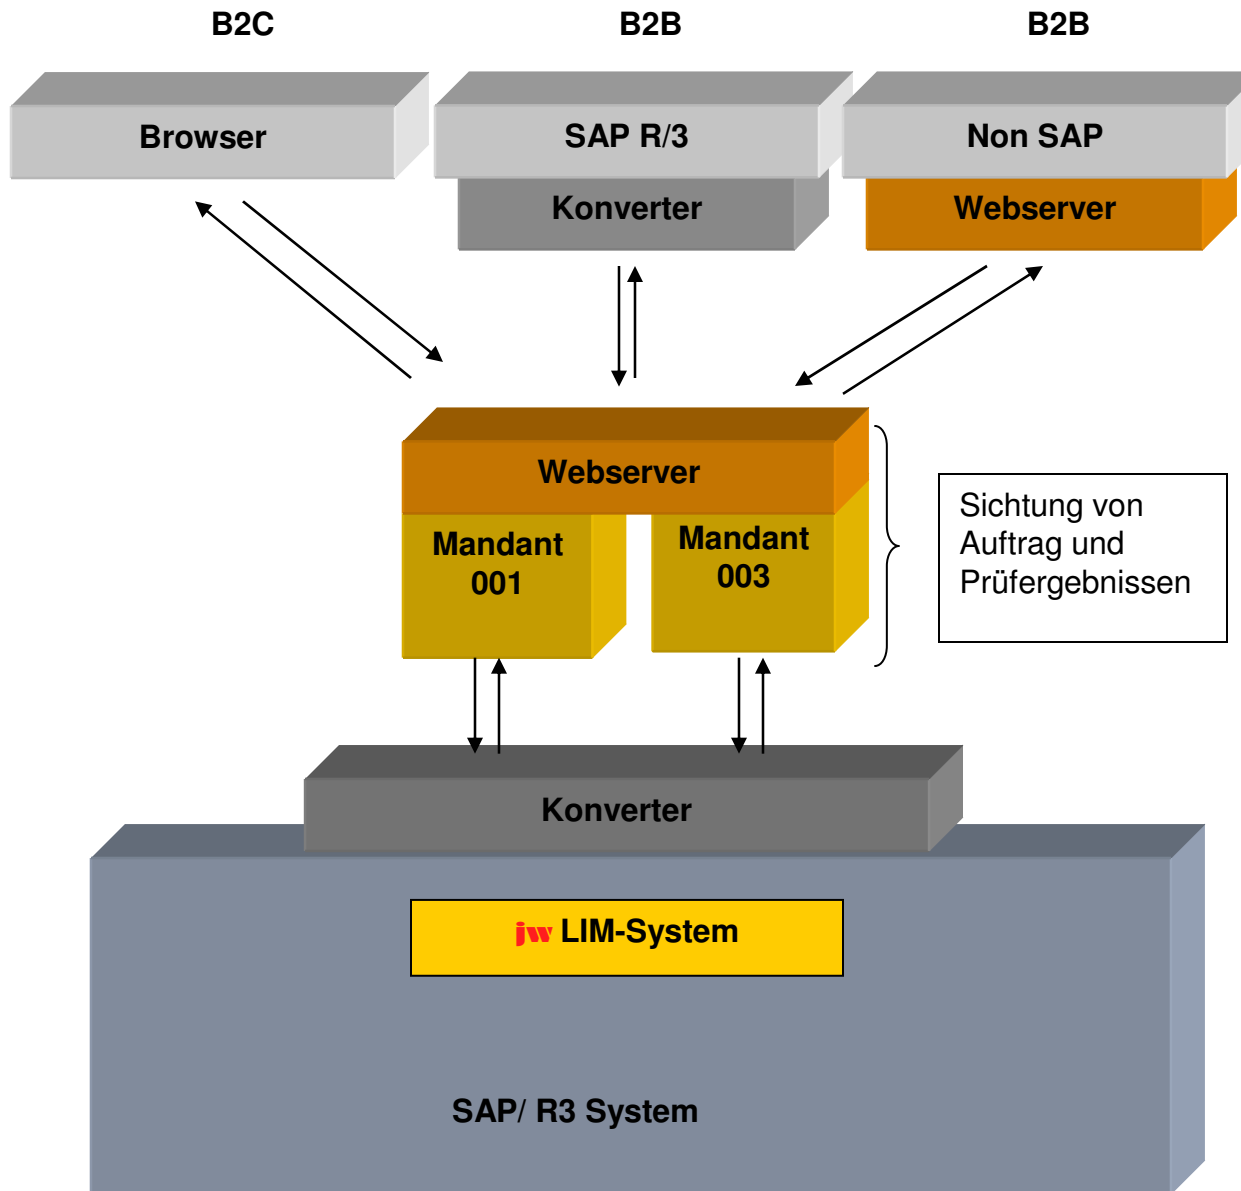 B2C B2B B2B
Browser SAP R/3 Non SAP
Konverter Webserver
Webserver
Mandant
001
Mandant
003
Sichtung von
Auftrag und
Prüfergebnissen
Konverter
jw LIM-System
SAP/ R3 System